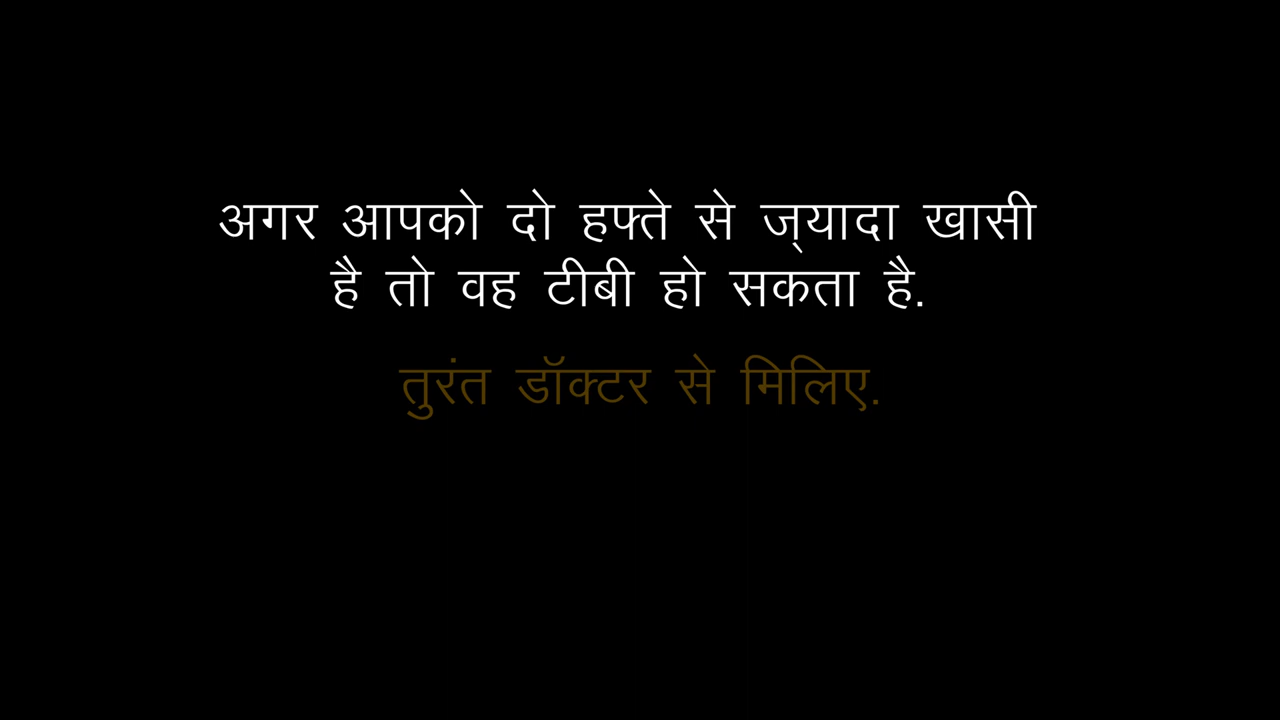 अगर आपको दो हफ्ते से ज्‌यादा खासी
है तो वह टीबी हो सकता है.
तुरंत डॉक्टर से मिलिए.